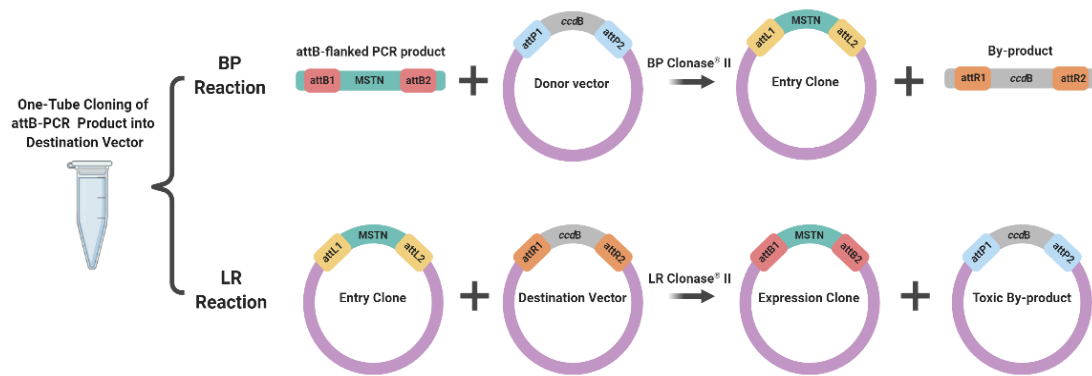 One-Tube Cloning of
attB-PCR Product into
Destination Vector
BP
Reaction
attB-flanked PCR product
attB1 MSTN attB2
attP1 ccdB attP2
Donor vector
BP Clonase® II
attL1 MSTN attL2
Entry Clone
By-product
attR1 ccdB attR2
LR
Reaction
attL1 MSTN attL2
Entry Clone
attR1 ccdB attR2
Destination Vector
LR Clonase® II
attB1 MSTN attB2
Expression Clone
attP1 ccdB attP2
Toxic By-product